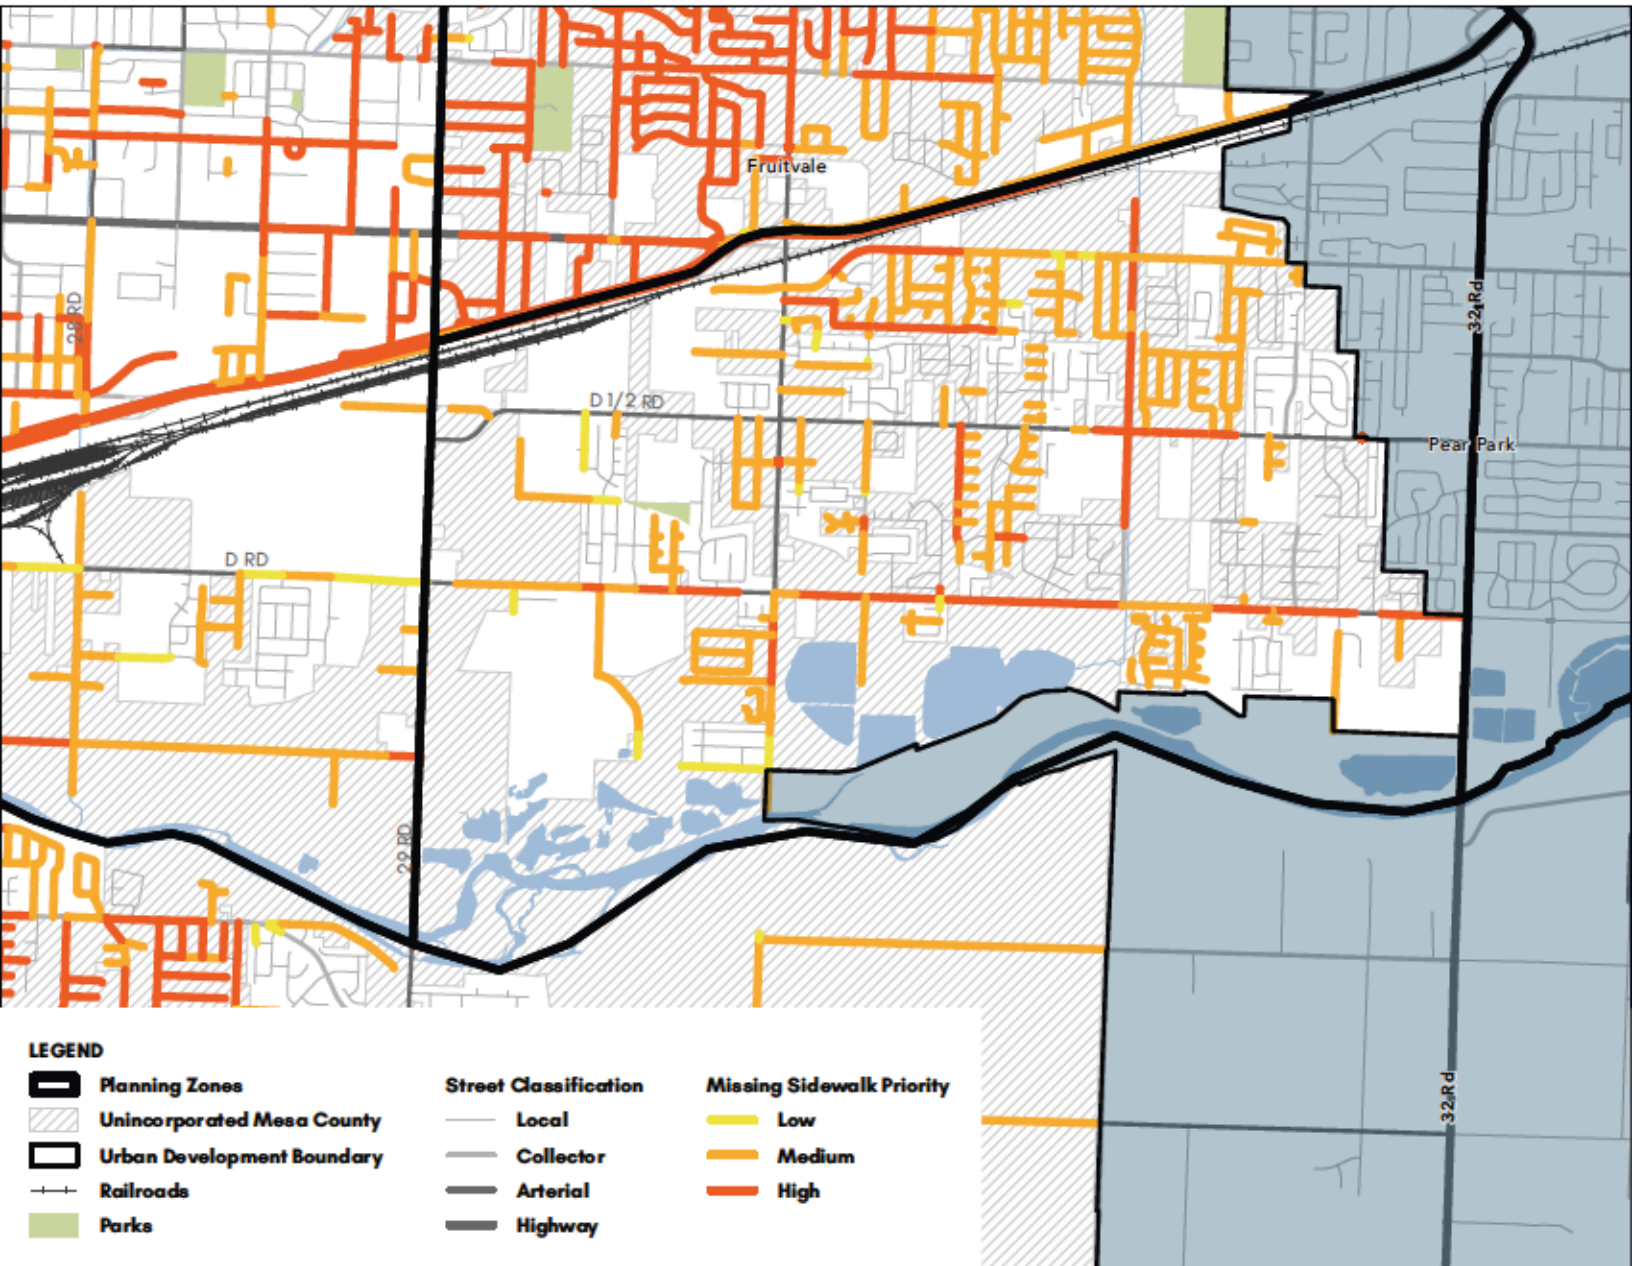 Fruitvale
28 RD
32 Rd
D 1/2 RD
Pear Park
D RD
29 RD
32 Rd
LEGEND
Planning Zones
Unincorporated Mesa County
Urban Development Boundary
Railroads
Parks
Street Classification
Local
Collector
Arterial
Highway
Missing Sidewalk Priority
Low
Medium
High